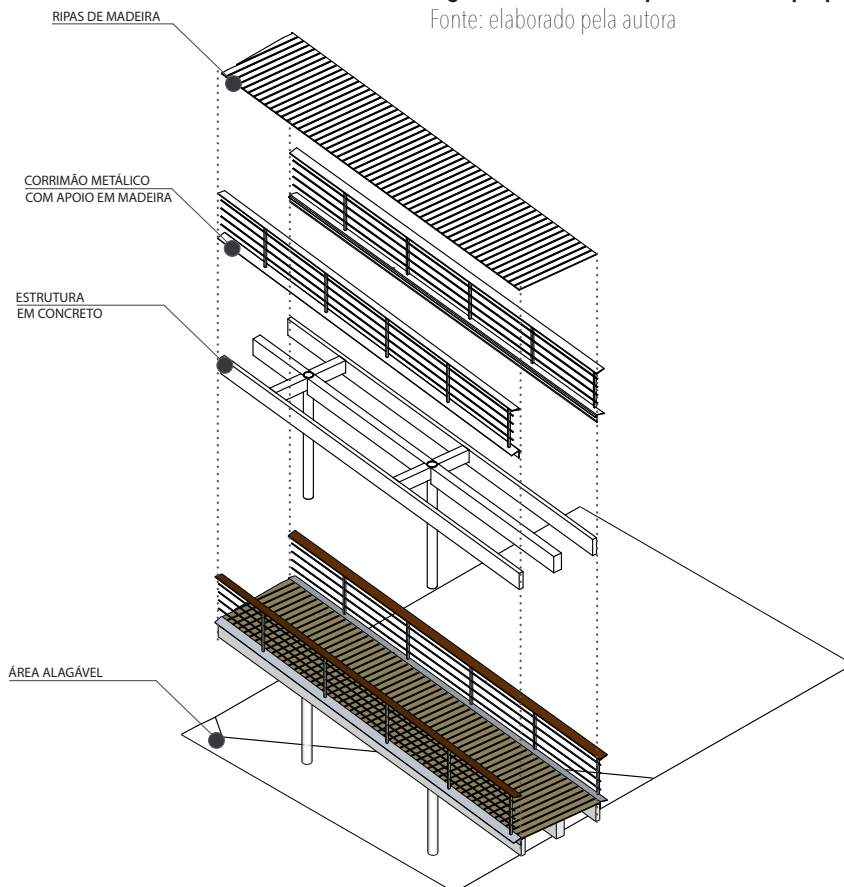 Fonte: elaborado pela autora
RIPAS DE MADEIRA
CORRIMÃO METÁLICO
COM APOIO EM MADEIRA
ESTRUTURA
EM CONCRETO
ÁREA ALAGÁVEL